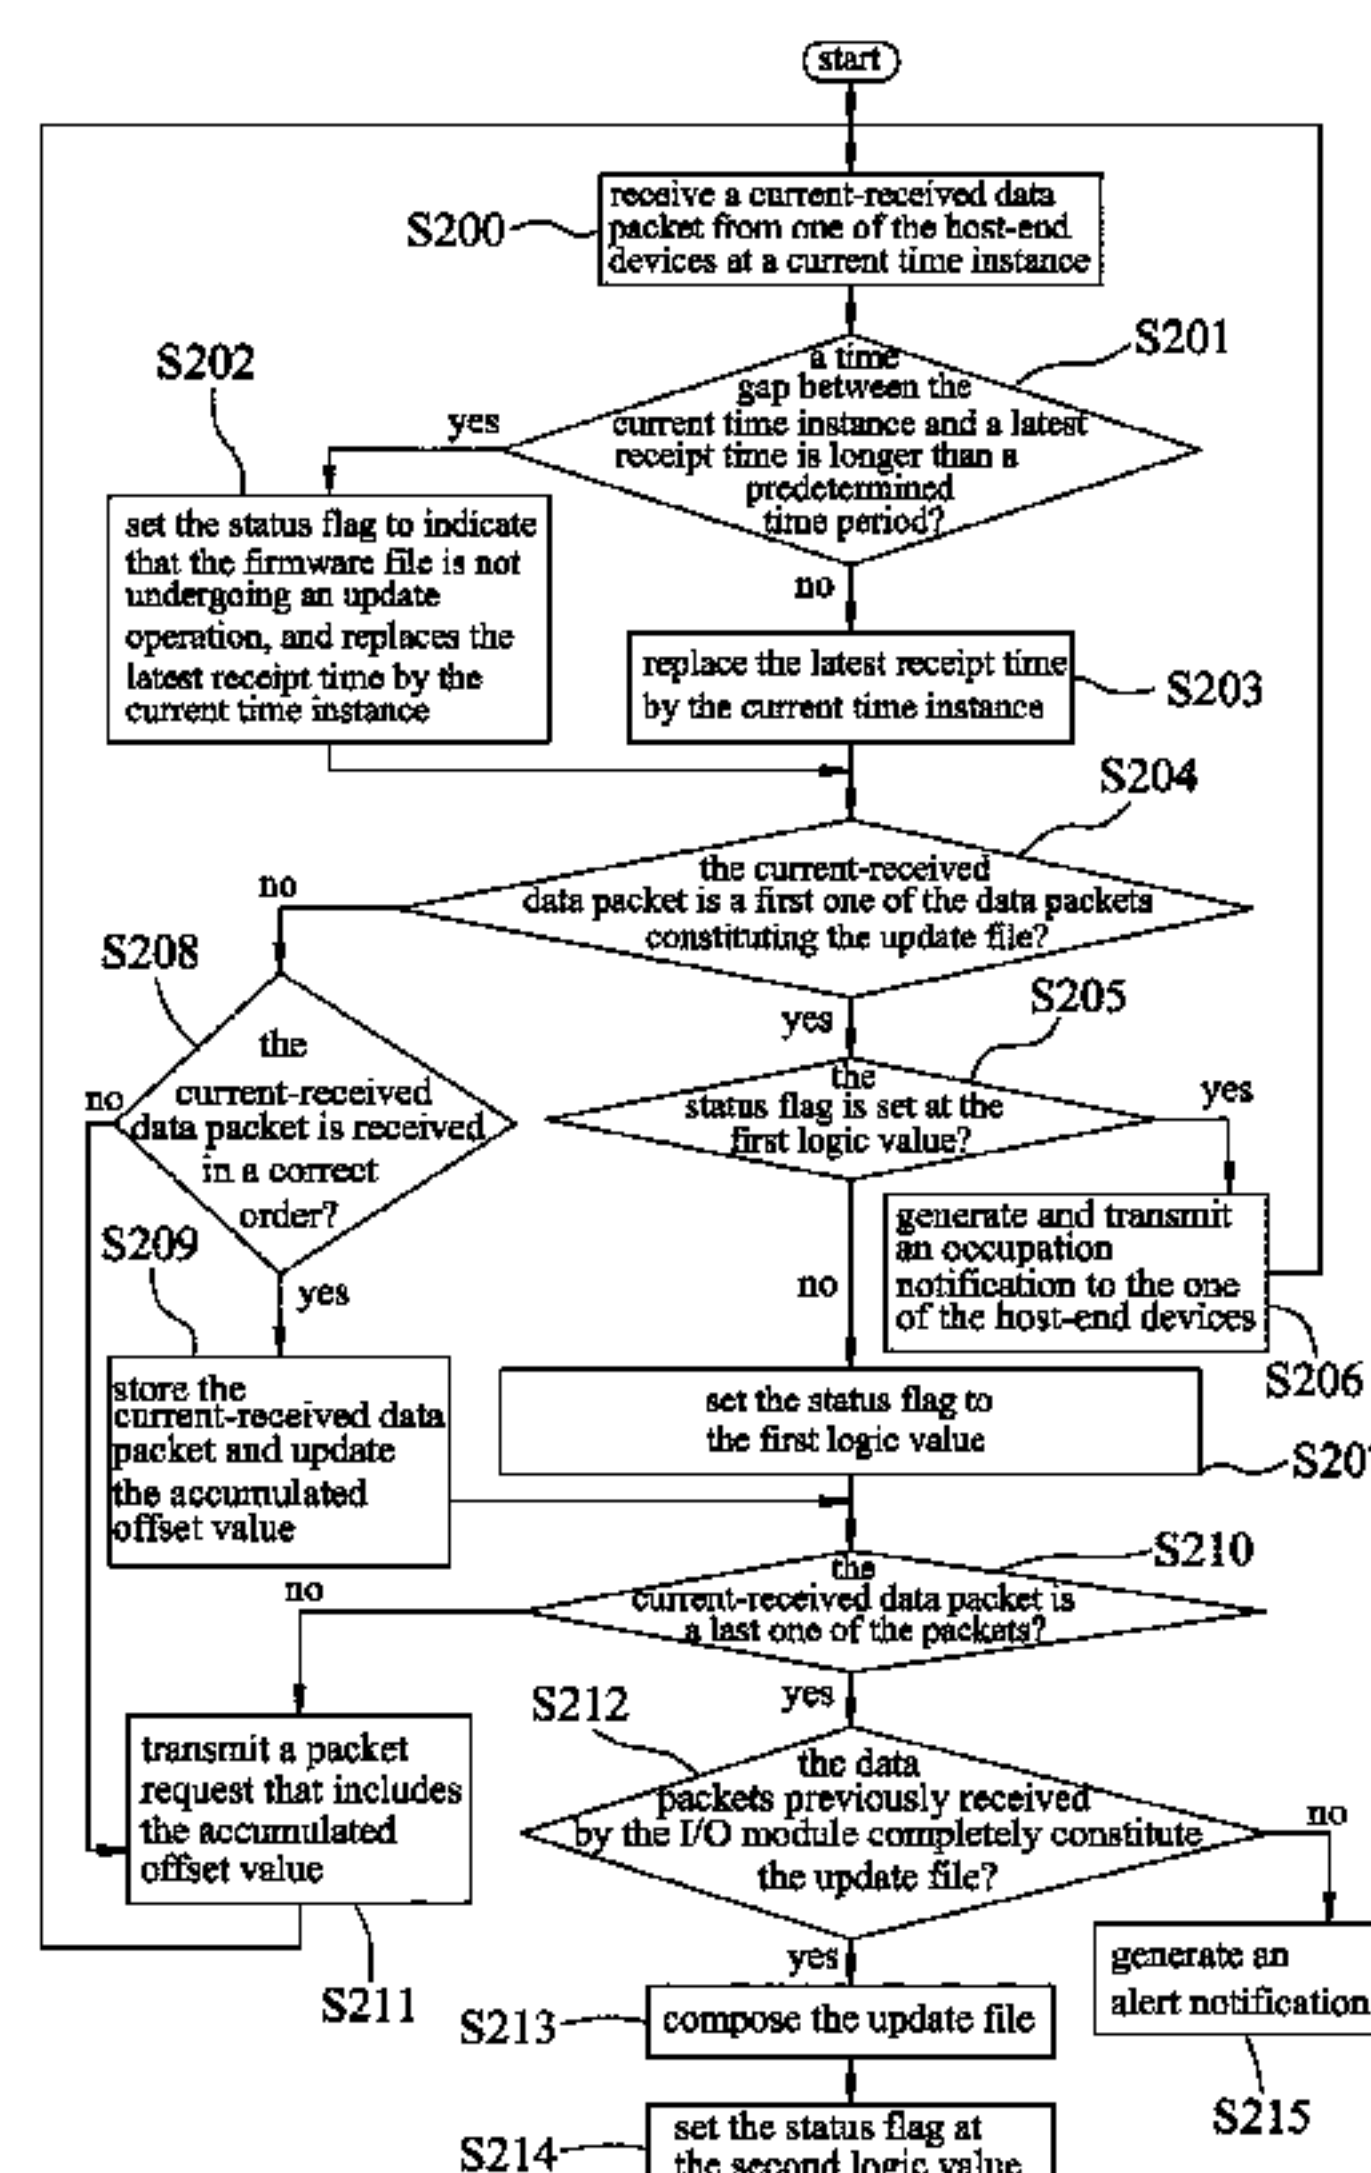 start
receive a current-received data
packet from one of the host-end
devices at a current time instance
S200
S201
a time
gap between the
current time instance and a latest
receipt time is longer than a
predetermined
time period?
S202
yes
set the status flag to indicate
that the firmware file is not
undergoing an update
operation, and replaces the
latest receipt time by the
current time instance
no
replace the latest receipt time
by the current time instance
S203
S204
the current-received
data packet is a first one of the data packets
constituting the update file?
no
S208
the
current-received
data packet is received
in a correct
order?
no
yes
S205
the
status flag is set at the
first logic value?
yes
generate and transmit
an occupation
notification to the one
of the host-end devices
S206
no
S209
yes
store the
current-received data
packet and update
the accumulated
offset value
set the status flag to
the first logic value
S20
S210
the
current-received data packet is
a last one of the packets?
no
transmit a packet
request that includes
the accumulated
offset value
S211
yes
S212
the data
packets previously received
by the I/O module completely constitute
the update file?
no
generate an
alert notification
S215
yes
S213
compose the update file
S214
set the status flag at
the second logic value